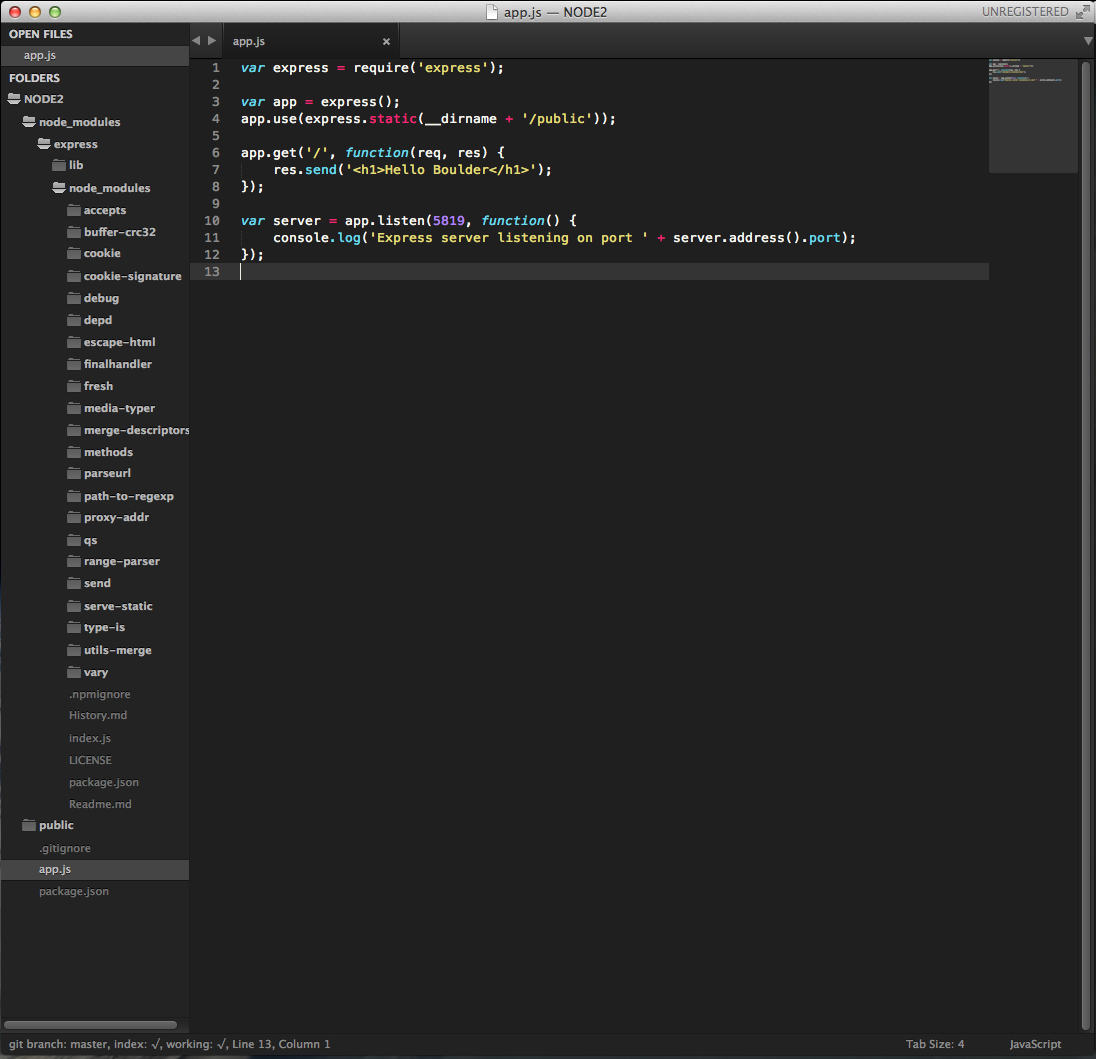 app.js — NODE2
UNREGISTERED
OPEN FILES
app.js
FOLDERS
NODE2
node_modules
express
lib
node_modules
accepts
buffer-crc32
cookie
cookie-signature
debug
depd
escape-html
finalhandler
fresh
media-typer
merge-descriptors
methods
parseurl
path-to-regexp
proxy-addr
qs
range-parser
send
serve-static
type-is
utils-merge
vary
.npmignore
History.md
index.js
LICENSE
package.json
Readme.md
public
.gitignore
app.js
package.json
app.js
1 var express = require('express');
2
3 var app = express();
4 app.use(express.static(__dirname + '/public'));
5
6 app.get('/', function(req, res) {
7     res.send('<h1>Hello Boulder</h1>');
8 });
9
10 var server = app.listen(5819, function() {
11     console.log('Express server listening on port ' + server.address().port);
12 });
13
git branch: master, index: √, working: √, Line 13, Column 1
Tab Size: 4
JavaScript